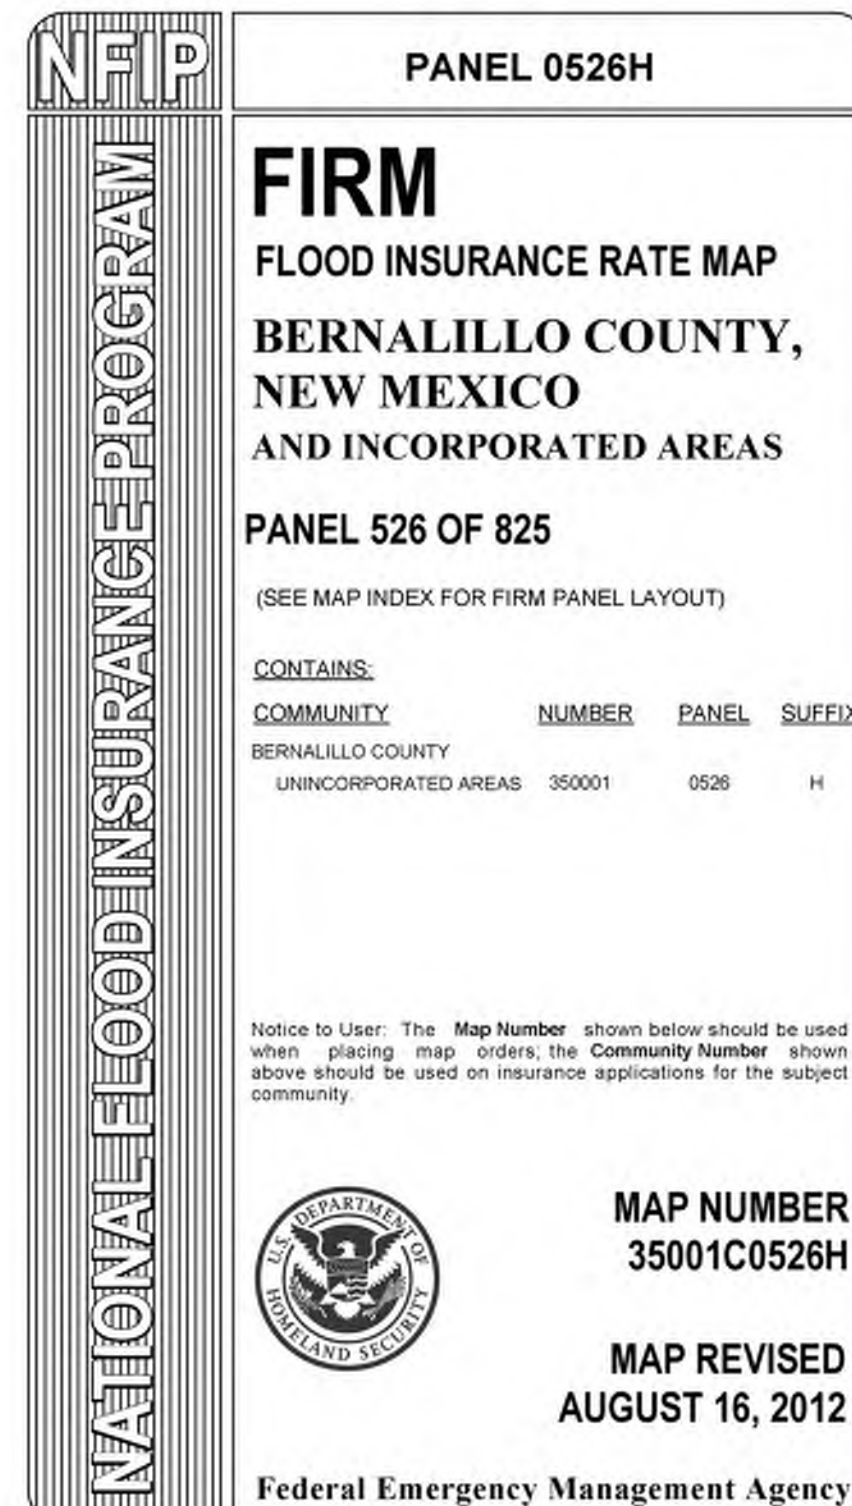 NFIP
PANEL 0526H
NATIONAL FLOOD INSURANCE PROGRAM
FIRM
FLOOD INSURANCE RATE MAP
BERNALILLO COUNTY,
NEW MEXICO
AND INCORPORATED AREAS
PANEL 526 OF 825
(SEE MAP INDEX FOR FIRM PANEL LAYOUT)
CONTAINS:
COMMUNITY NUMBER PANEL SUFFIX
BERNALILLO COUNTY
UNINCORPORATED AREAS 350001 0526 H
Notice to User: The Map Number shown below should be used
when placing map orders; the Community Number shown
above should be used on insurance applications for the subject
community.
U.S. DEPARTMENT OF
HOMELAND SECURITY
MAP NUMBER
35001C0526H
MAP REVISED
AUGUST 16, 2012
Federal Emergency Management Agency